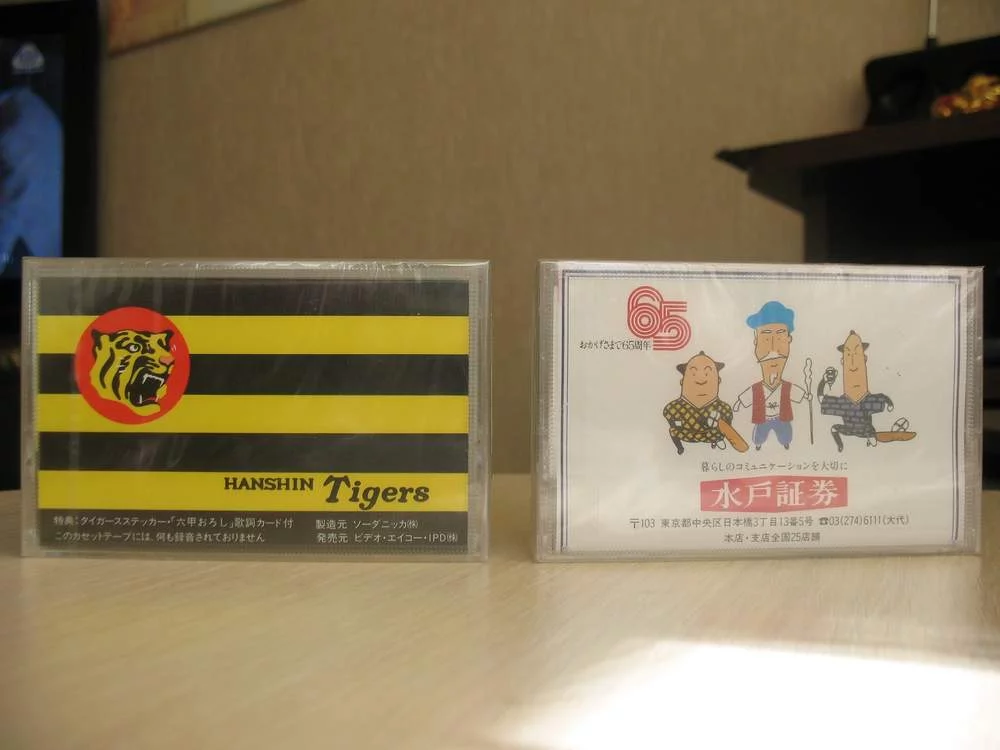 HANSHIN Tigers
特典:タイガースステッカー・「六甲おろし」歌詞カード付
このカセットテープには、何も録音されておりません
製造元 ソーダニッカ㈱
発売元 ビデオ・エイコー・IPD㈱
65
おかげさまで65周年
暮らしのコミュニケーションを大切に
水戸証券
〒103 東京都中央区日本橋3丁目13番5号 ☎03(274)6111(大代)
本店・支店全国25店舗